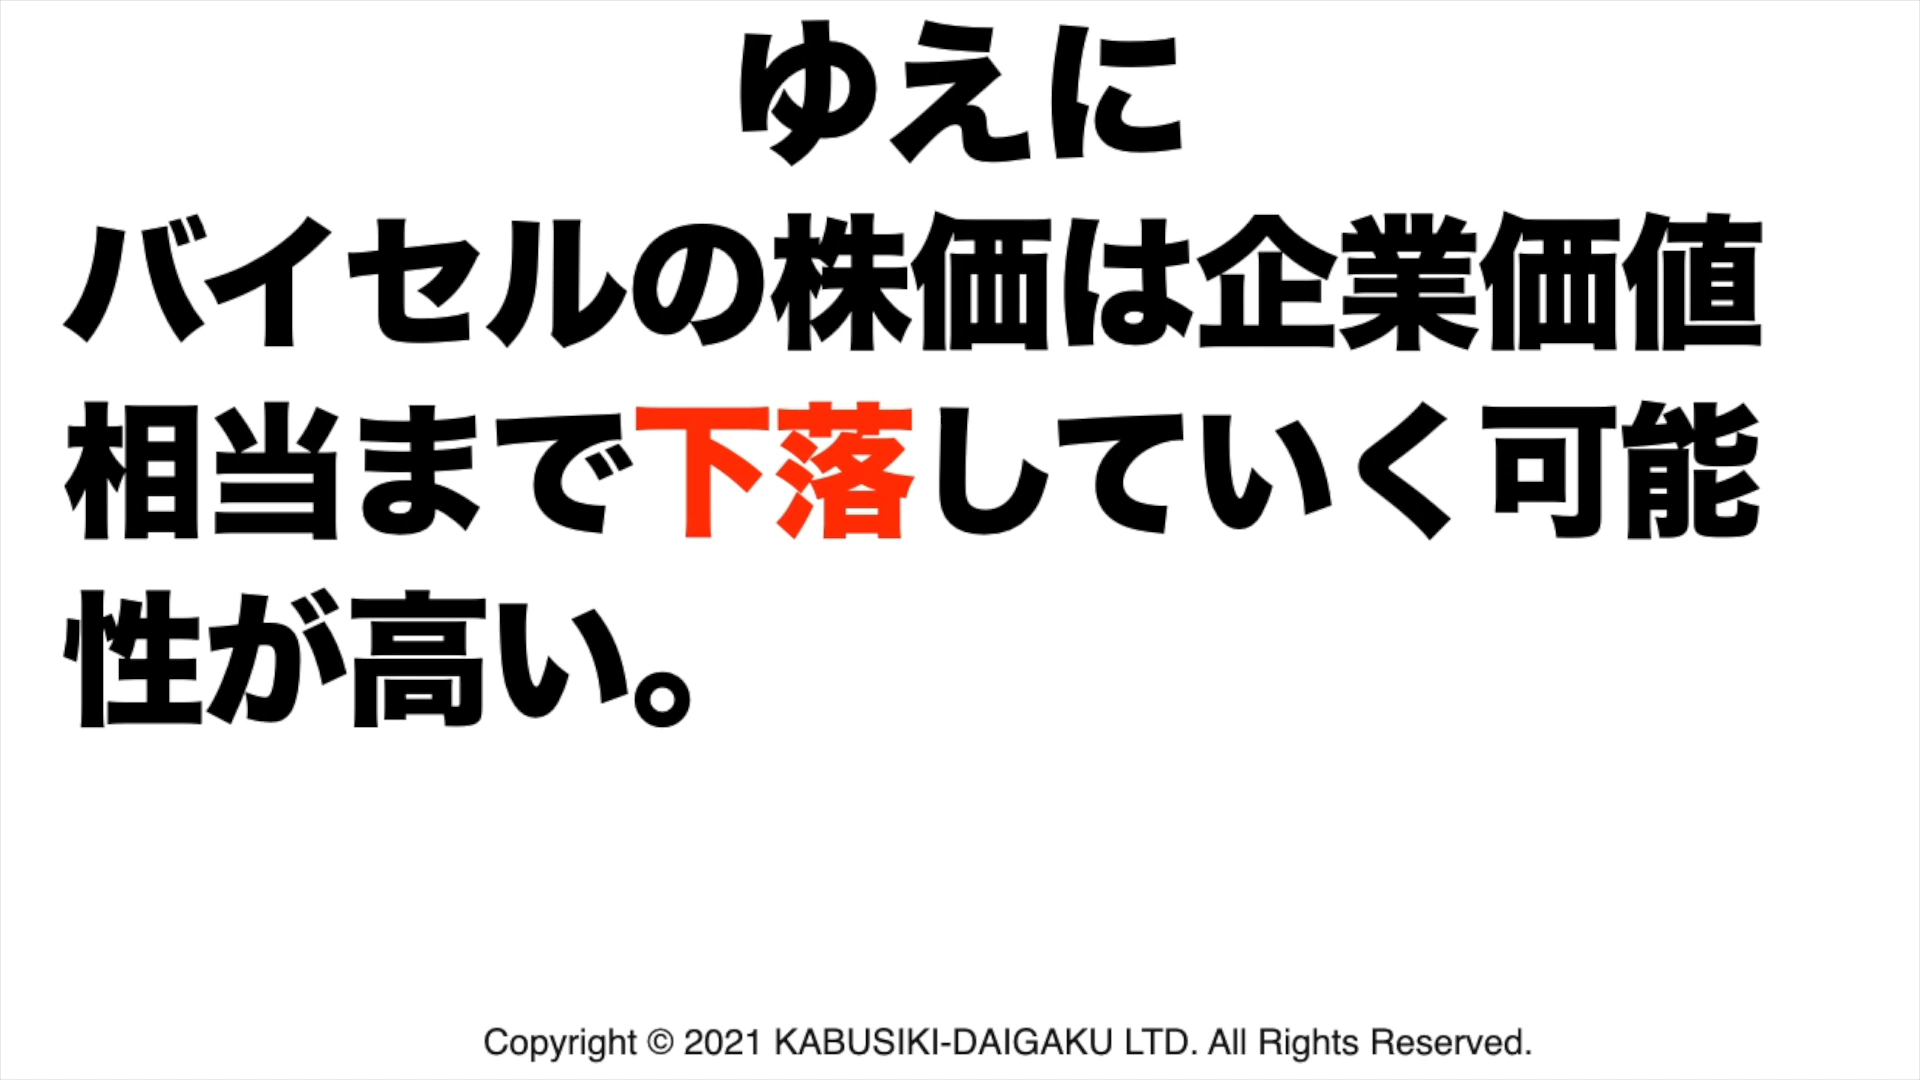 ゆえに
バイセルの株価は企業価値
相当まで下落していく可能
性が高い。
Copyright © 2021 KABUSIKI-DAIGAKU LTD. All Rights Reserved.